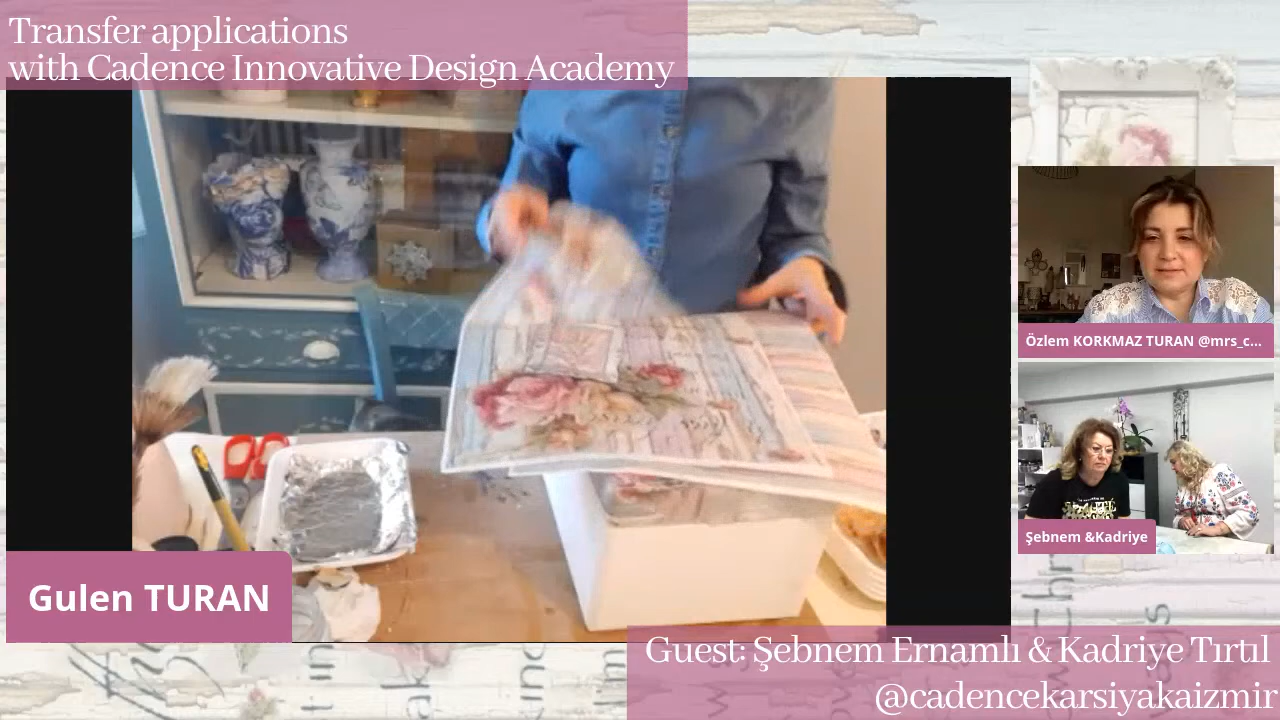 Transfer applications
with Cadence Innovative Design Academy
Özlem KORKMAZ TURAN @mrs_c...
Şebnem &Kadriye
Gulen TURAN
Guest: Şebnem Ernamlı & Kadriye Tırtıl
@cadencekarsiyakaizmir